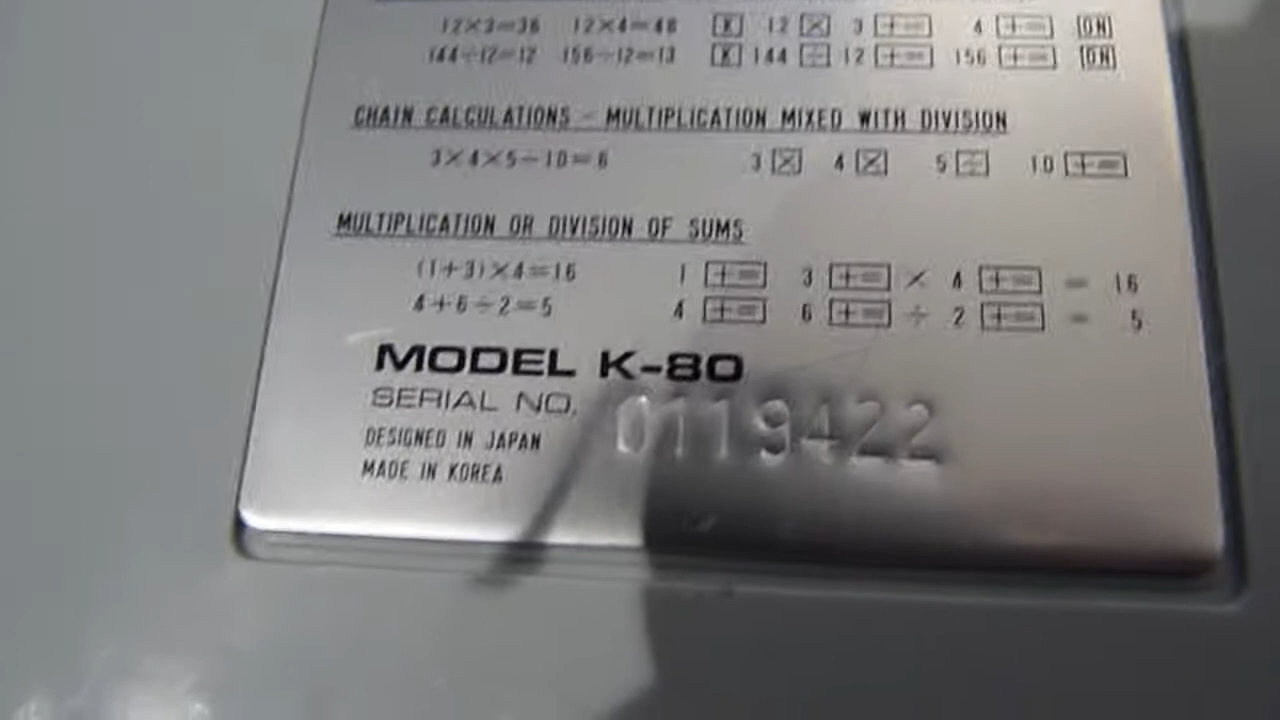 12×3=36 12×4=48 K 12 × 3 += 4 += ON
144÷12=12 156÷12=13 K 144 ÷ 12 += 156 += ON
CHAIN CALCULATIONS - MULTIPLICATION MIXED WITH DIVISION
3×4×5÷10=6 3 × 4 × 5 ÷ 10 +=
MULTIPLICATION OR DIVISION OF SUMS
(1+3)×4=16 1 += 3 += × 4 += = 16
4+6÷2=5 4 += 6 += ÷ 2 += = 5
MODEL K-80
SERIAL NO. 0119422
DESIGNED IN JAPAN
MADE IN KOREA